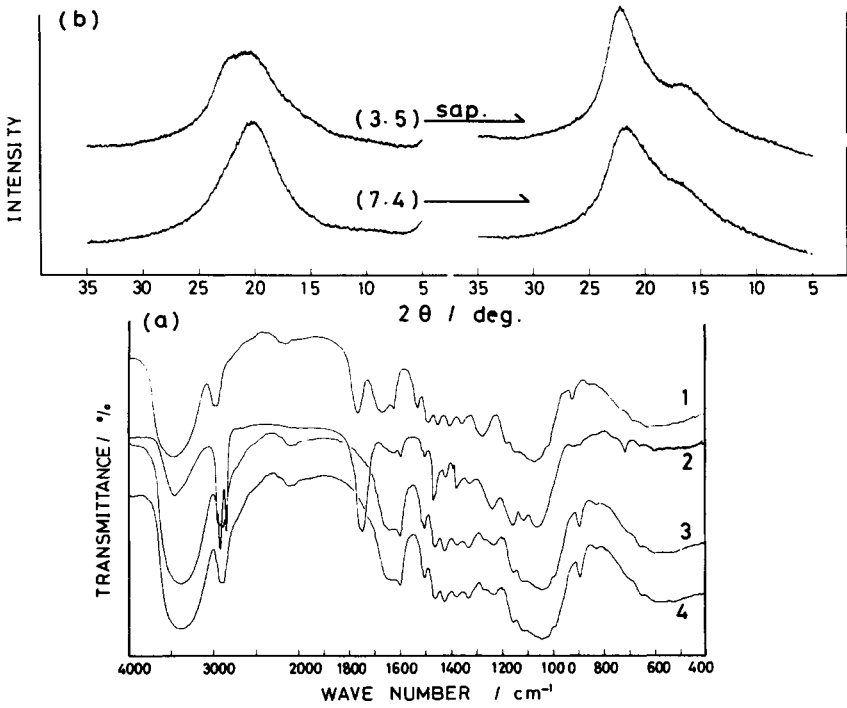 (b)
INTENSITY
(3.5) sap.
(7.4)
35 30 25 20 15 10 5 35 30 25 20 15 10 5
2 θ / deg.
(a)
TRANSMITTANCE / %
1
2
3
4
4000 3000 2000 1800 1600 1400 1200 1000 800 600 400
WAVE NUMBER / cm⁻¹